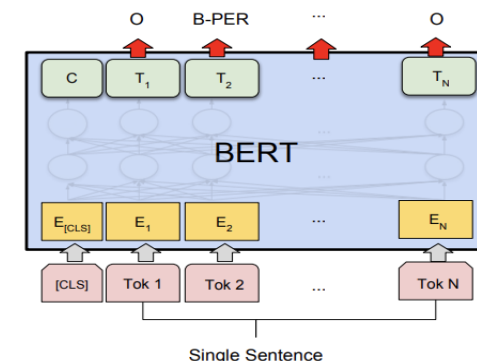 O B-PER ... O
C T1 T2 ... TN
...
...
BERT
E[CLS] E1 E2 ... EN
[CLS] Tok 1 Tok 2 ... Tok N
Single Sentence